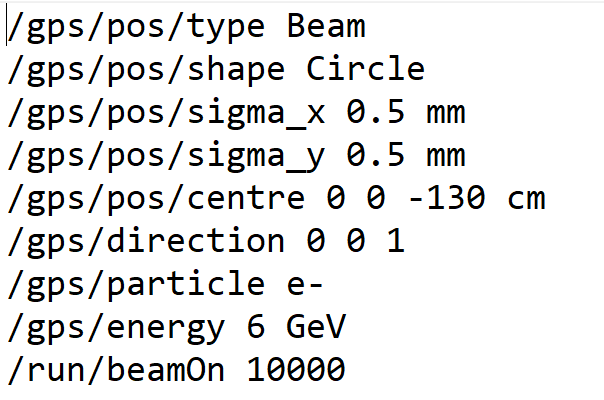 /gps/pos/type Beam
/gps/pos/shape Circle
/gps/pos/sigma_x 0.5 mm
/gps/pos/sigma_y 0.5 mm
/gps/pos/centre 0 0 -130 cm
/gps/direction 0 0 1
/gps/particle e-
/gps/energy 6 GeV
/run/beamOn 10000